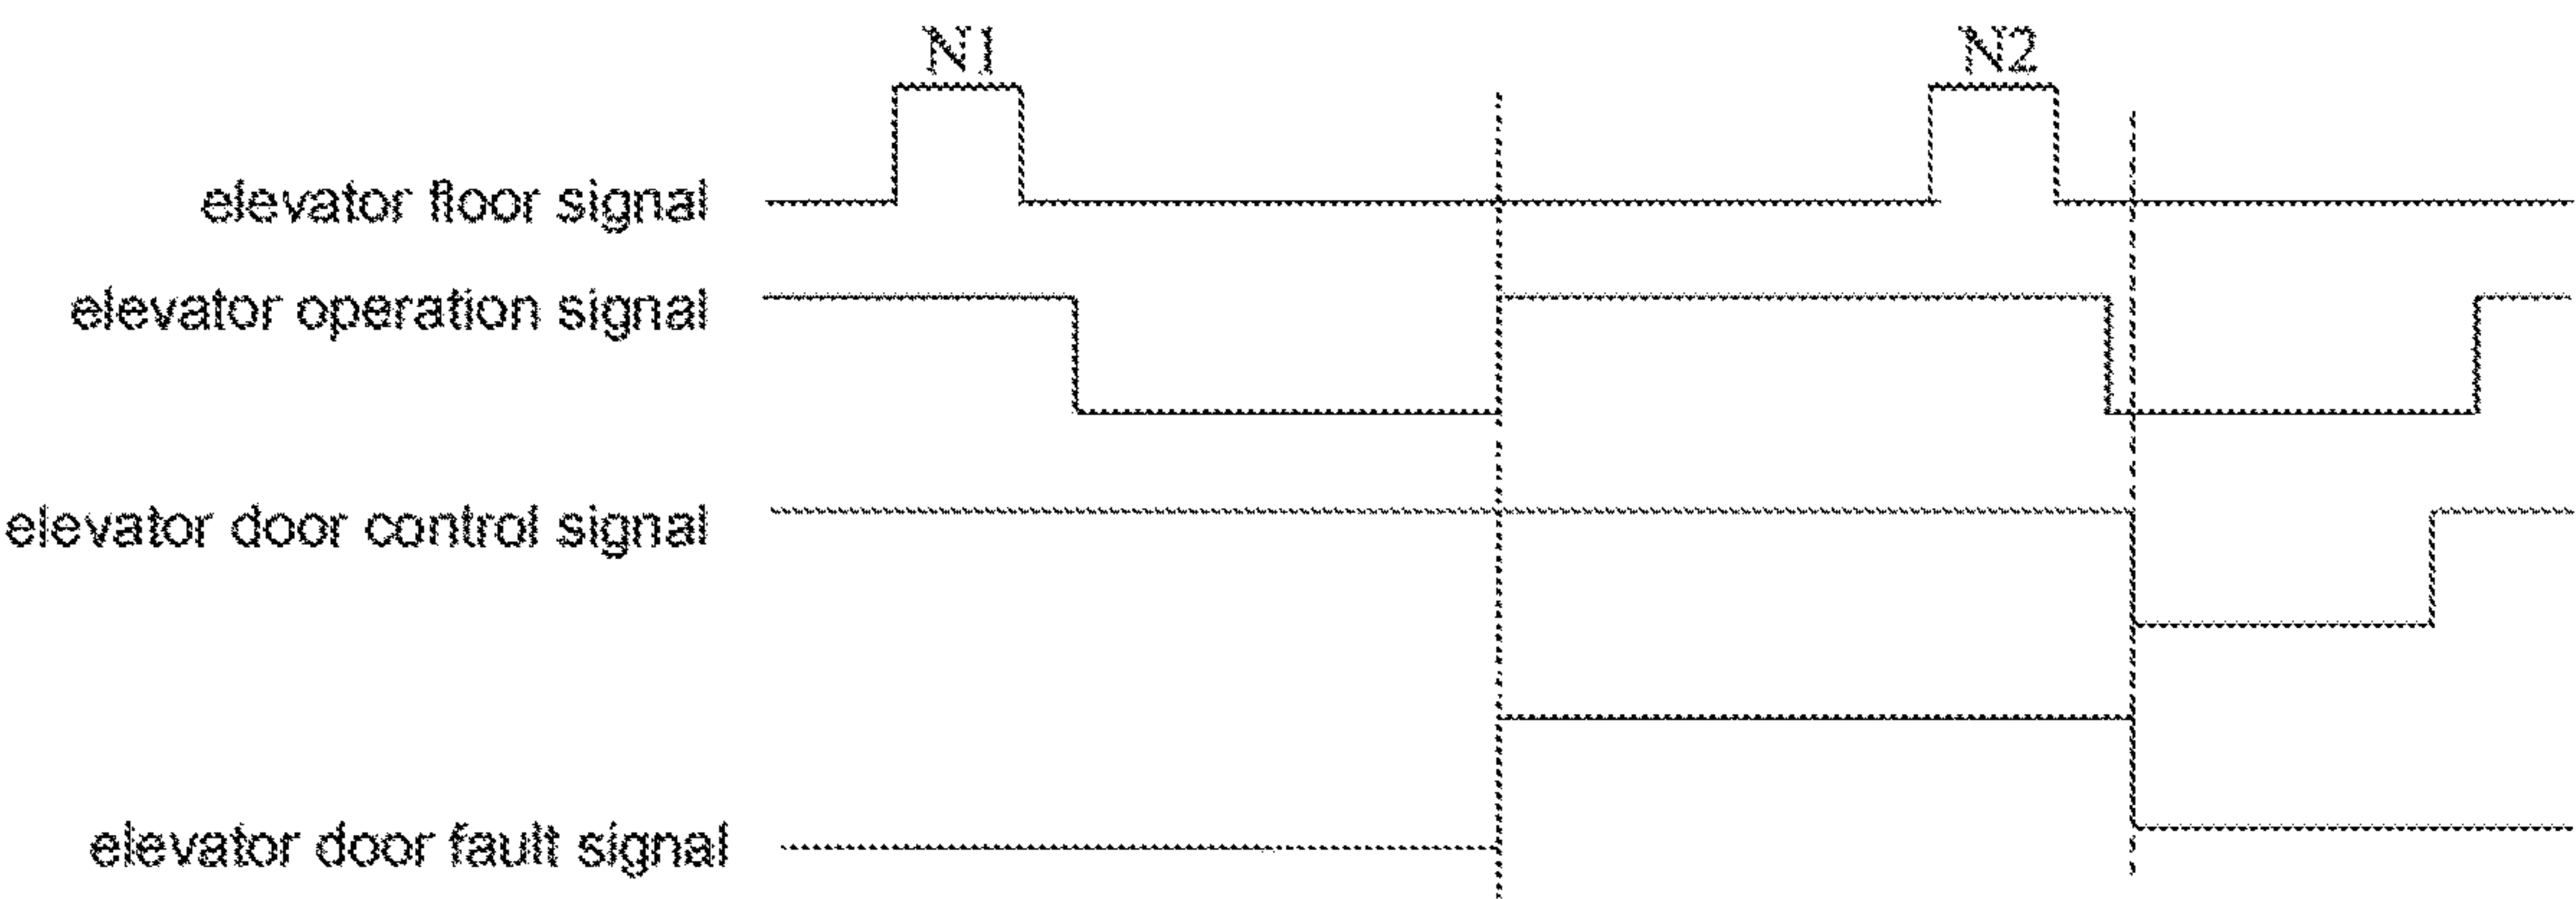 N1
N2
elevator floor signal
elevator operation signal
elevator door control signal
elevator door fault signal